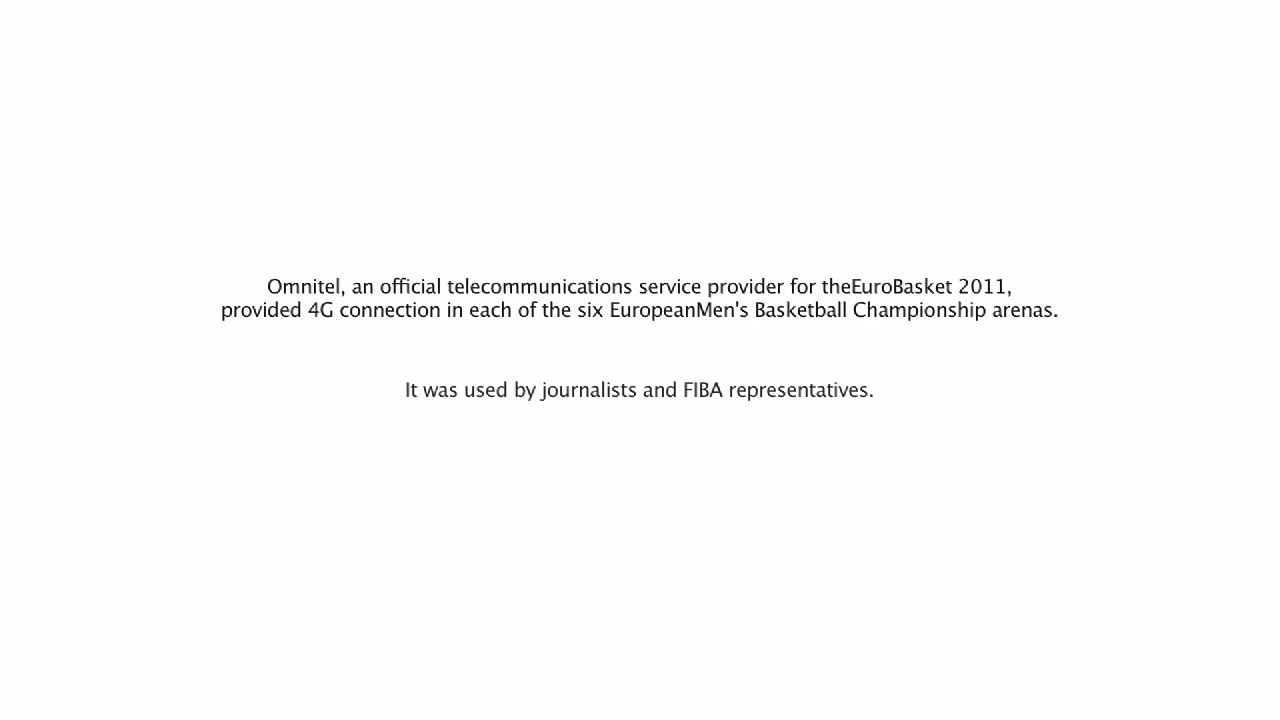 Omnitel, an official telecommunications service provider for theEuroBasket 2011,
provided 4G connection in each of the six EuropeanMen's Basketball Championship arenas.
It was used by journalists and FIBA representatives.